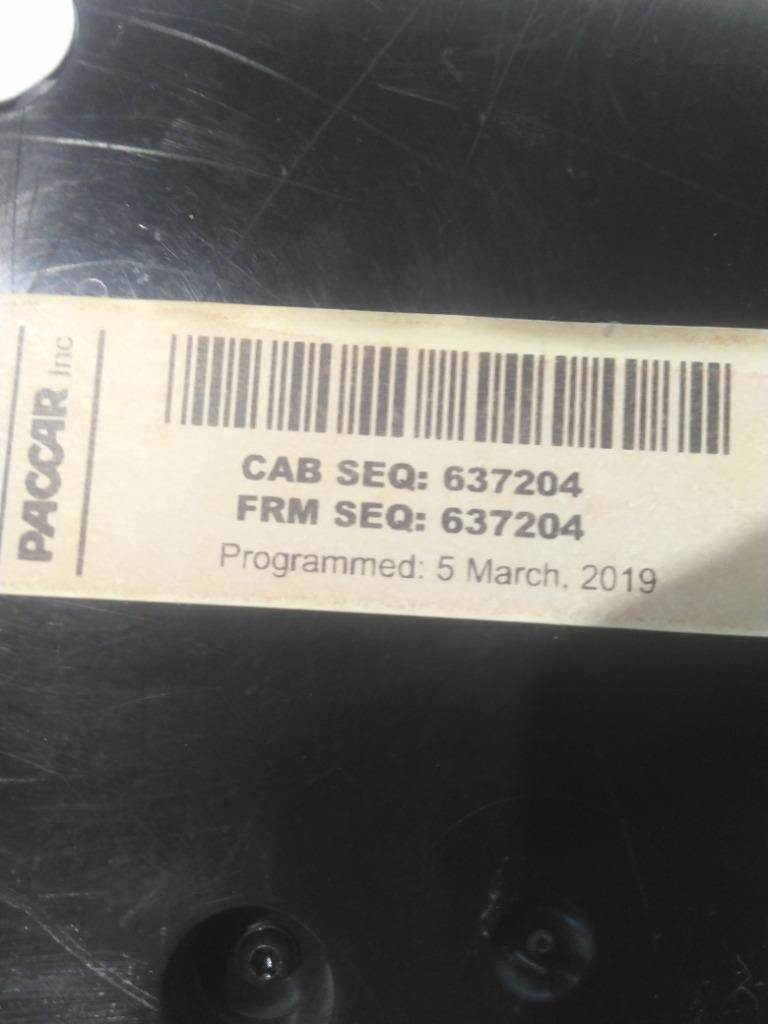 PACCAR Inc
CAB SEQ: 637204
FRM SEQ: 637204
Programmed: 5 March, 2019